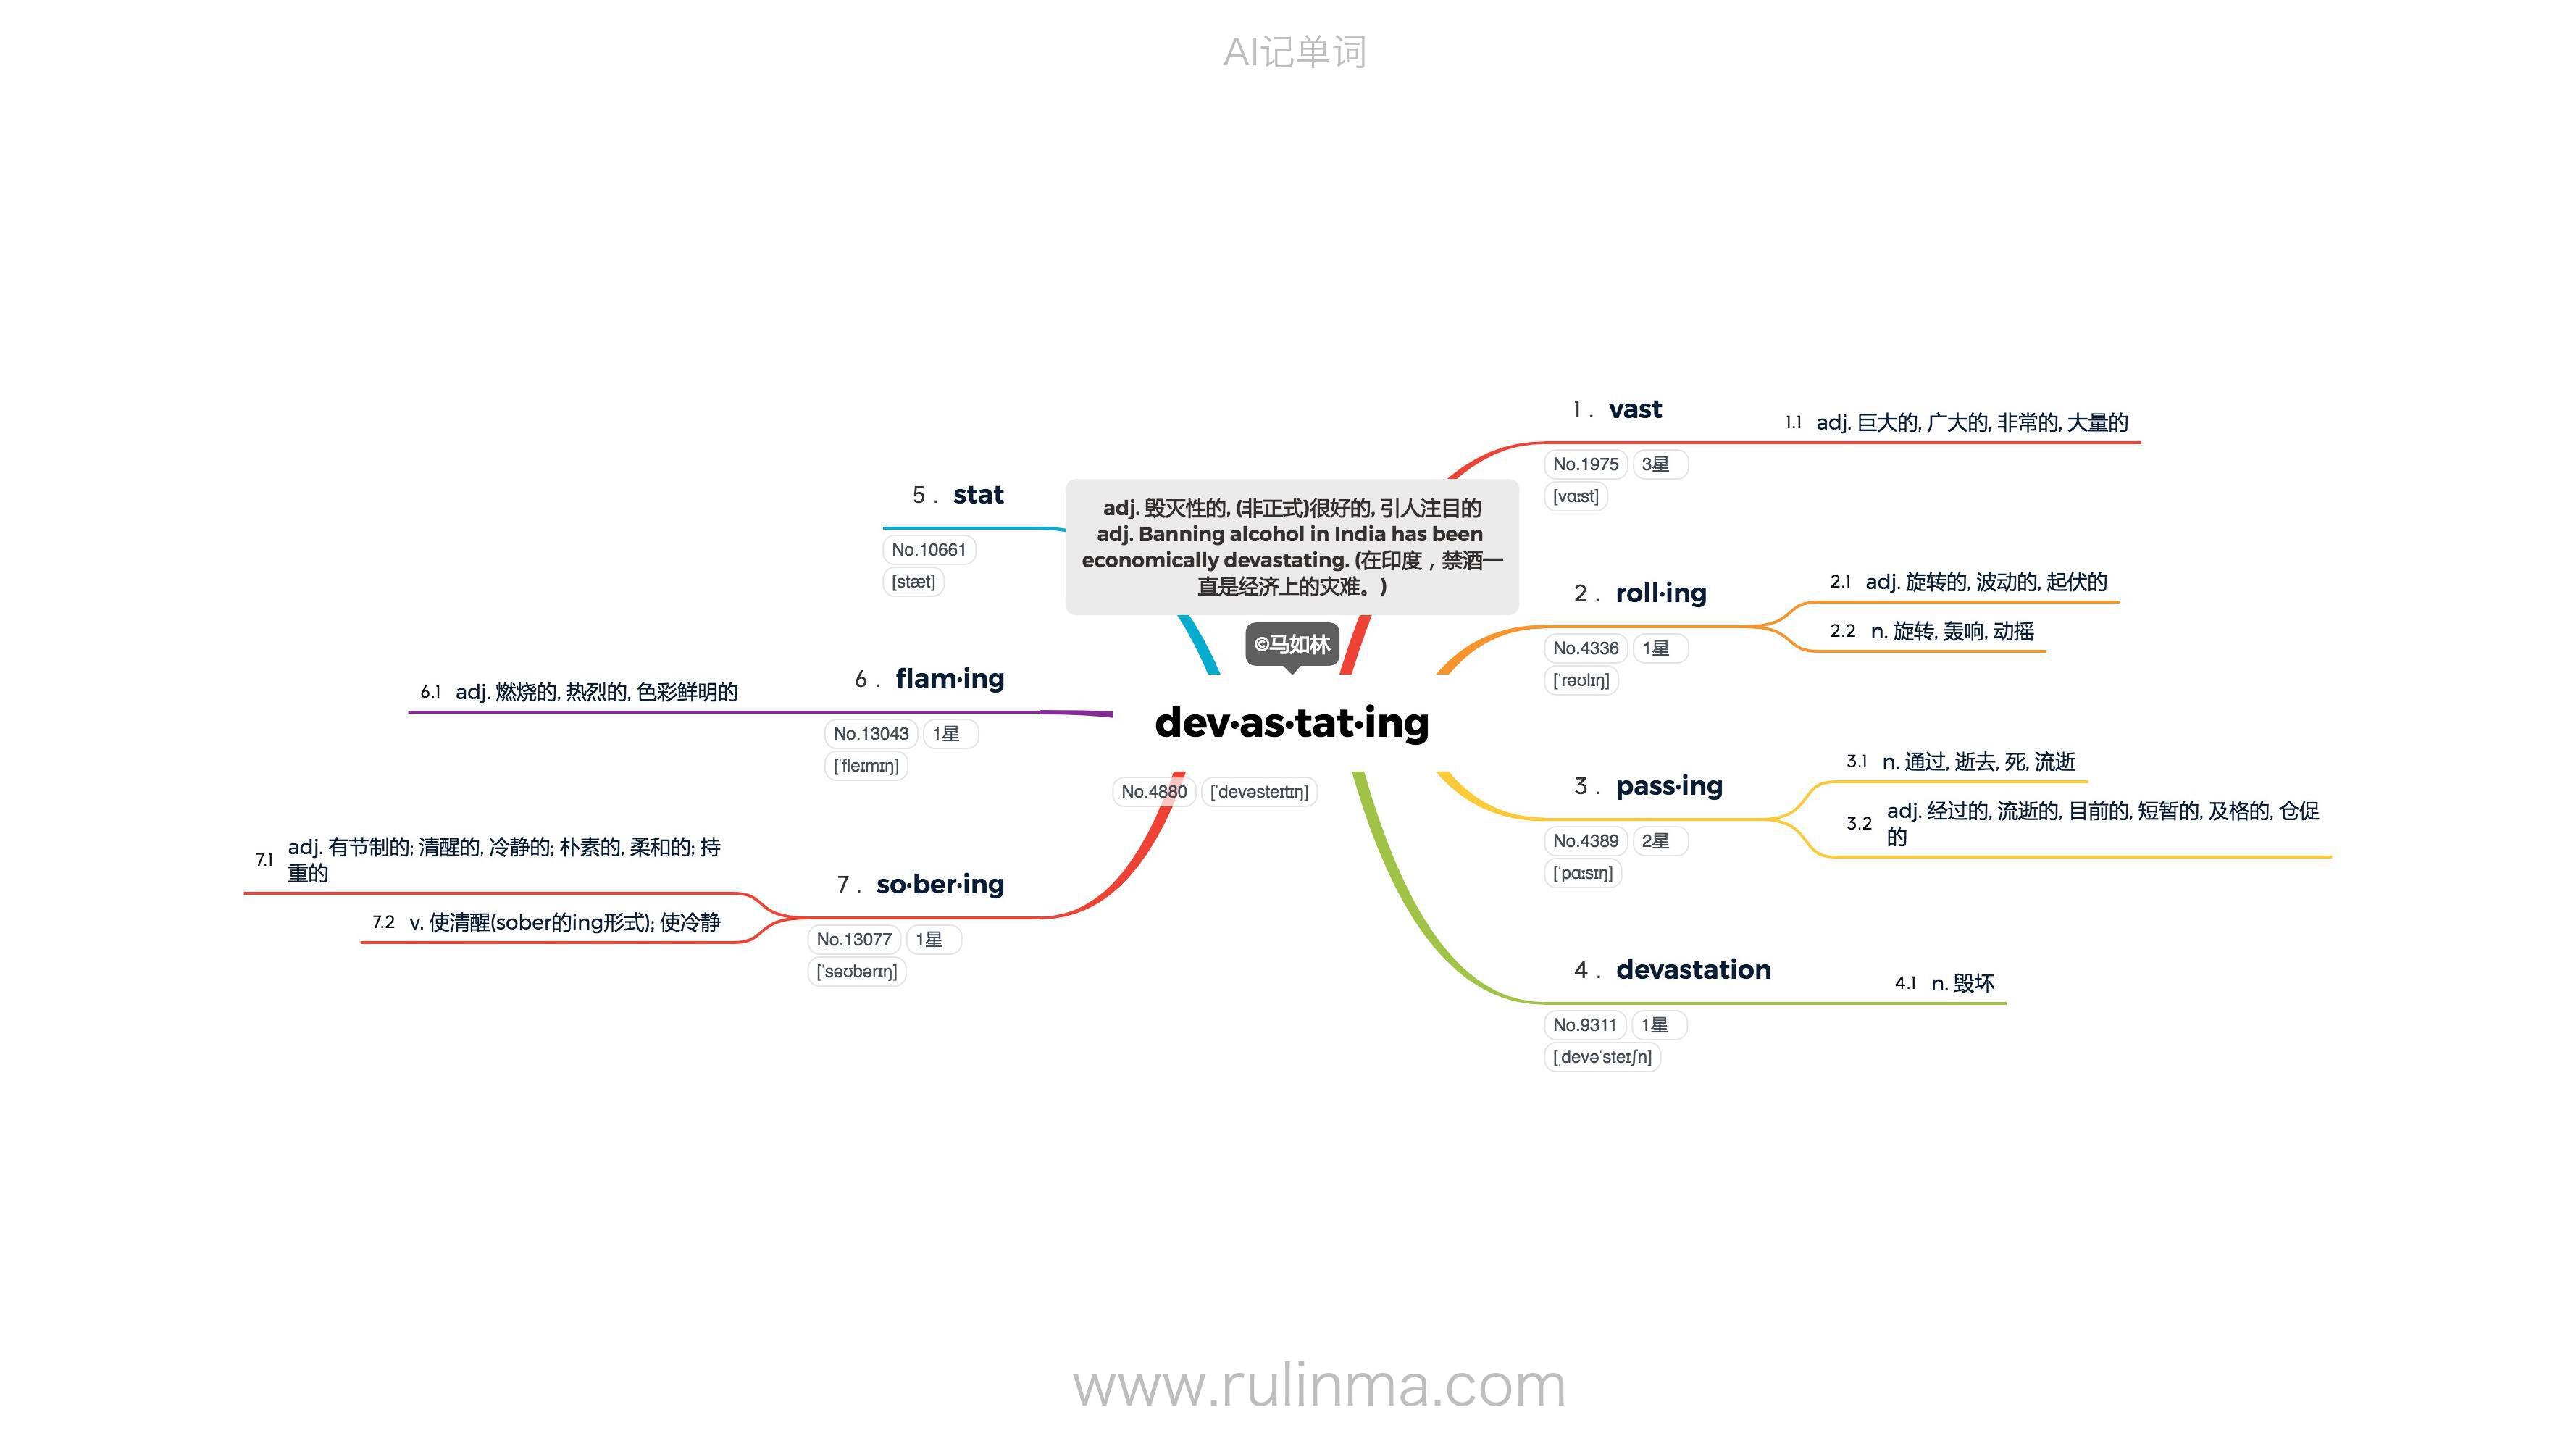 AI记单词
adj. 毁灭性的, (非正式)很好的, 引人注目的
adj. Banning alcohol in India has been
economically devastating. (在印度，禁酒一
直是经济上的灾难。)
©马如林
dev·as·tat·ing
No.4880 [ˈdevəsteɪtɪŋ]
1 . vast
No.1975 3星
[vɑːst]
1.1 adj. 巨大的, 广大的, 非常的, 大量的
2 . roll·ing
No.4336 1星
[ˈrəʊlɪŋ]
2.1 adj. 旋转的, 波动的, 起伏的
2.2 n. 旋转, 轰响, 动摇
3 . pass·ing
No.4389 2星
[ˈpɑːsɪŋ]
3.1 n. 通过, 逝去, 死, 流逝
3.2 adj. 经过的, 流逝的, 目前的, 短暂的, 及格的, 仓促
的
4 . devastation
No.9311 1星
[ˌdevəˈsteɪʃn]
4.1 n. 毁坏
5 . stat
No.10661
[stæt]
6 . flam·ing
No.13043 1星
[ˈfleɪmɪŋ]
6.1 adj. 燃烧的, 热烈的, 色彩鲜明的
7 . so·ber·ing
No.13077 1星
[ˈsəʊbərɪŋ]
7.1 adj. 有节制的; 清醒的, 冷静的; 朴素的, 柔和的; 持
重的
7.2 v. 使清醒(sober的ing形式); 使冷静
www.rulinma.com